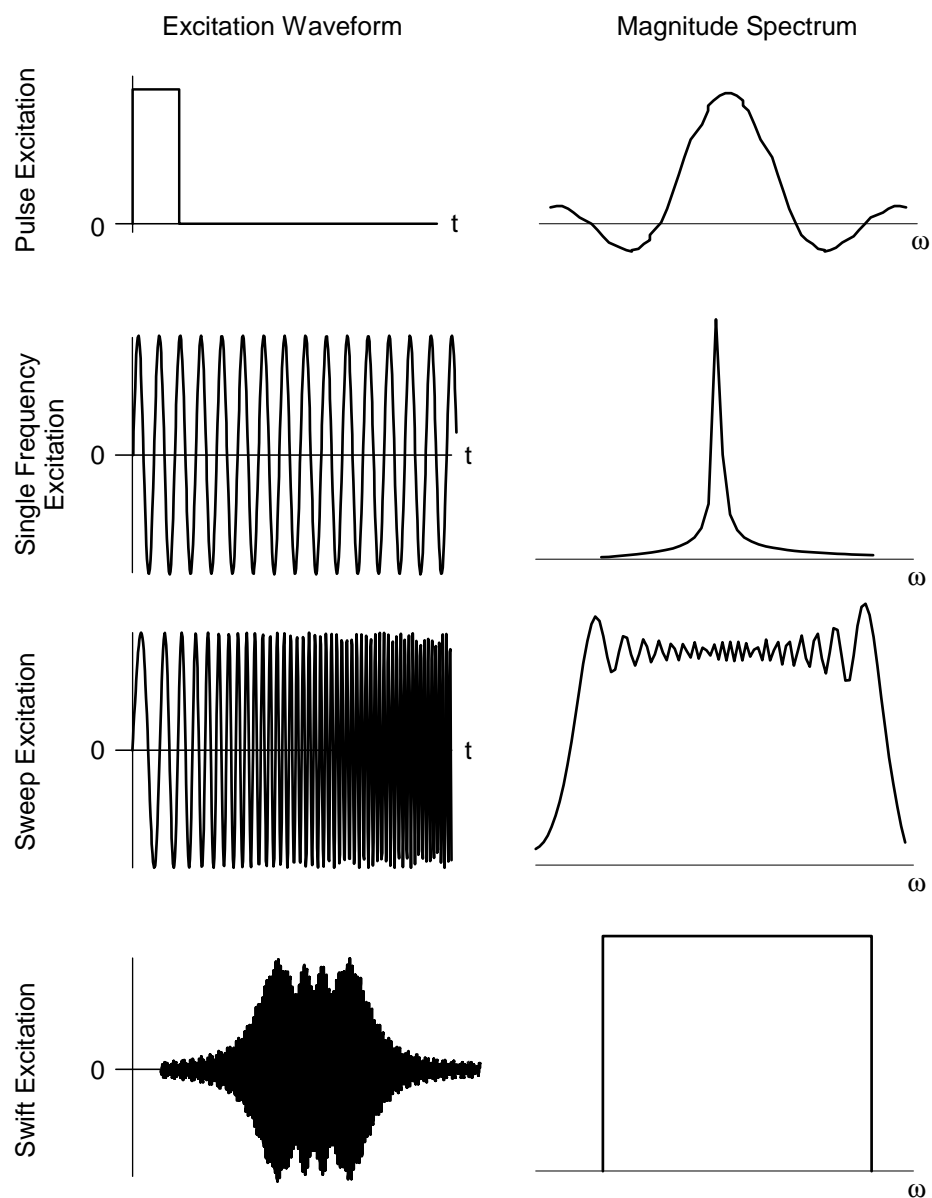 Excitation Waveform
Magnitude Spectrum
Pulse Excitation
0
t
ω
Single Frequency
Excitation
0
t
ω
Sweep Excitation
0
t
ω
Swift Excitation
0
ω